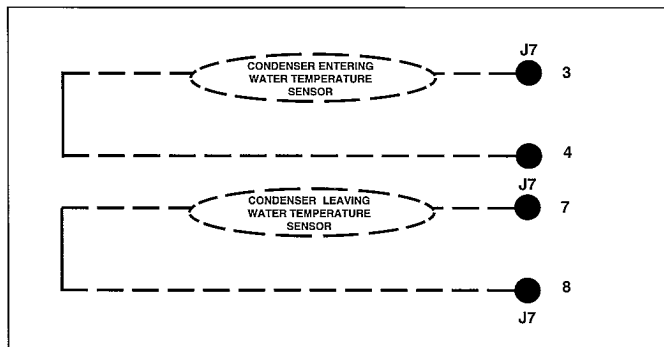 J7
CONDENSER ENTERING
WATER TEMPERATURE
SENSOR
3
4
J7
CONDENSER LEAVING
WATER TEMPERATURE
SENSOR
7
8
J7